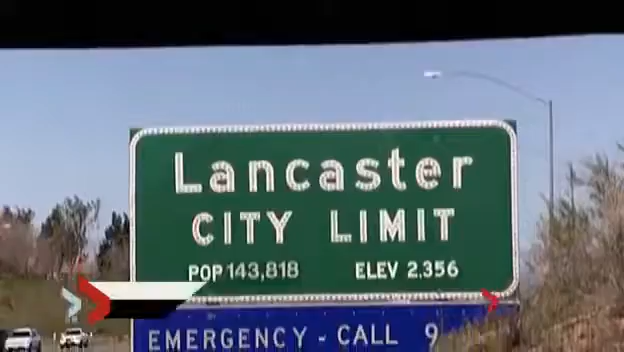 Lancaster
CITY LIMIT
POP 143,818 ELEV 2,356
EMERGENCY - CALL 9